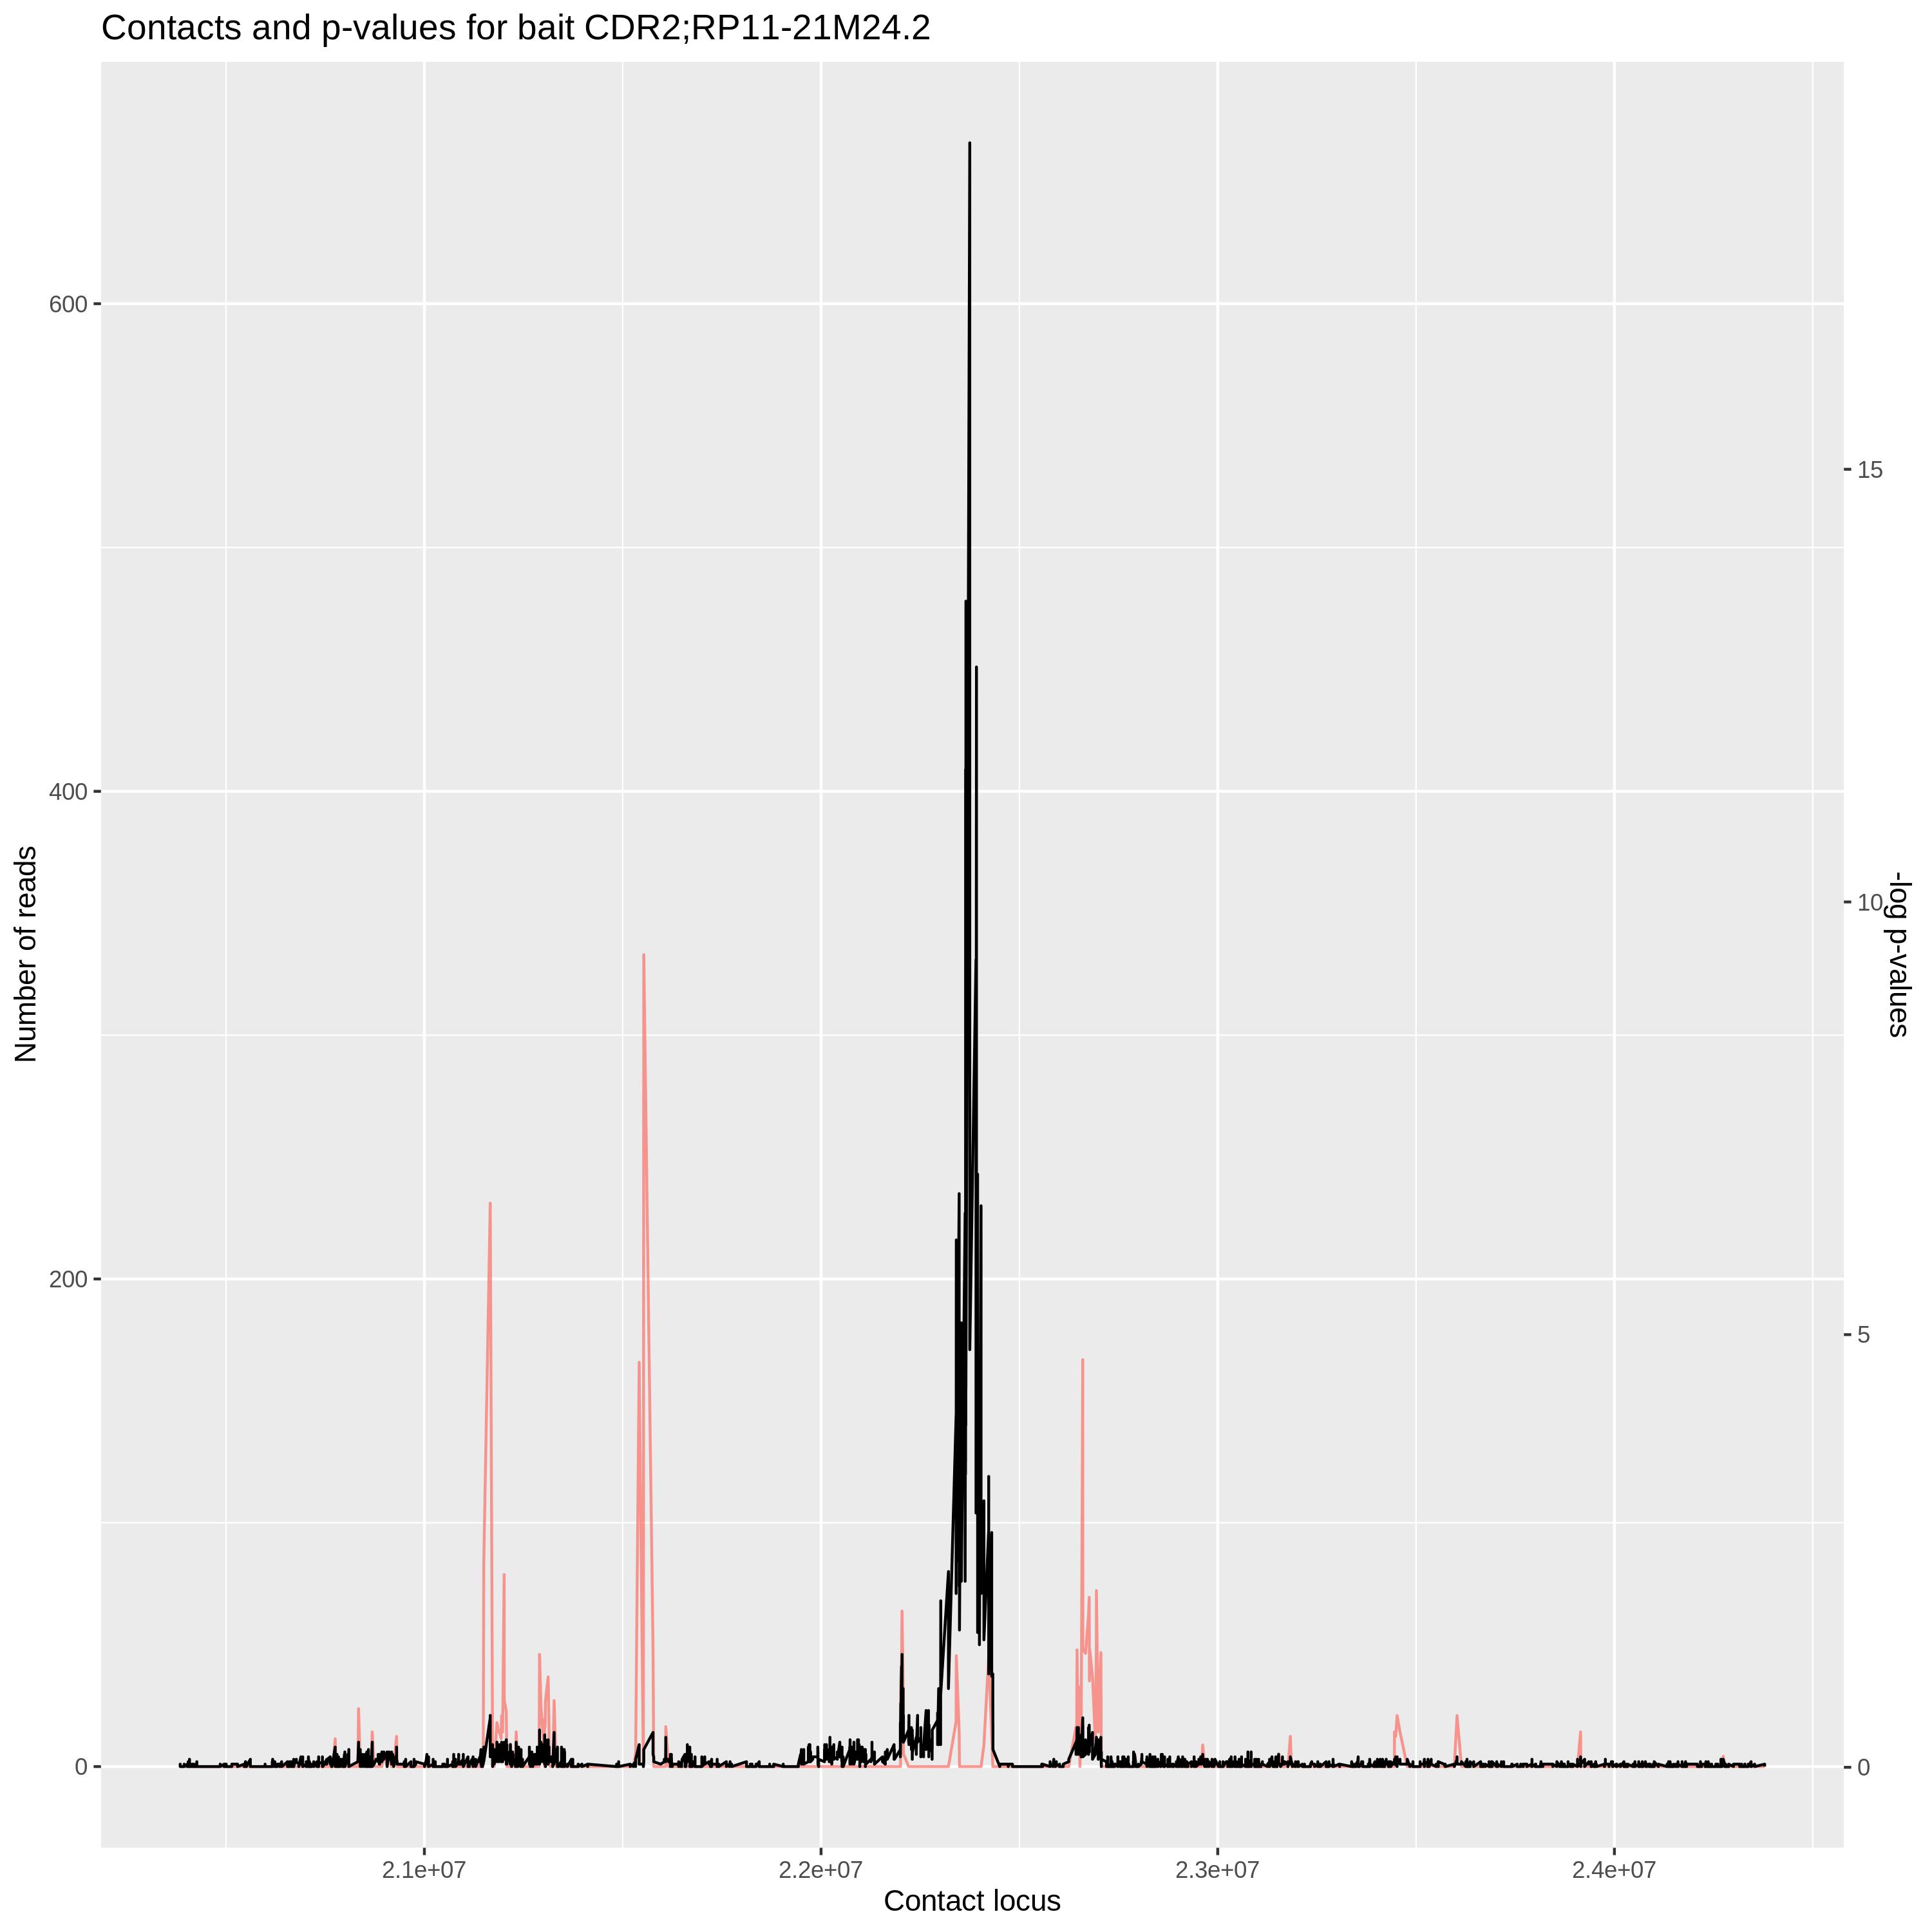 Contacts and p-values for bait CDR2;RP11-21M24.2
Number of reads
600
400
200
0
15
10
5
0
-log p-values
2.1e+07
2.2e+07
2.3e+07
2.4e+07
Contact locus